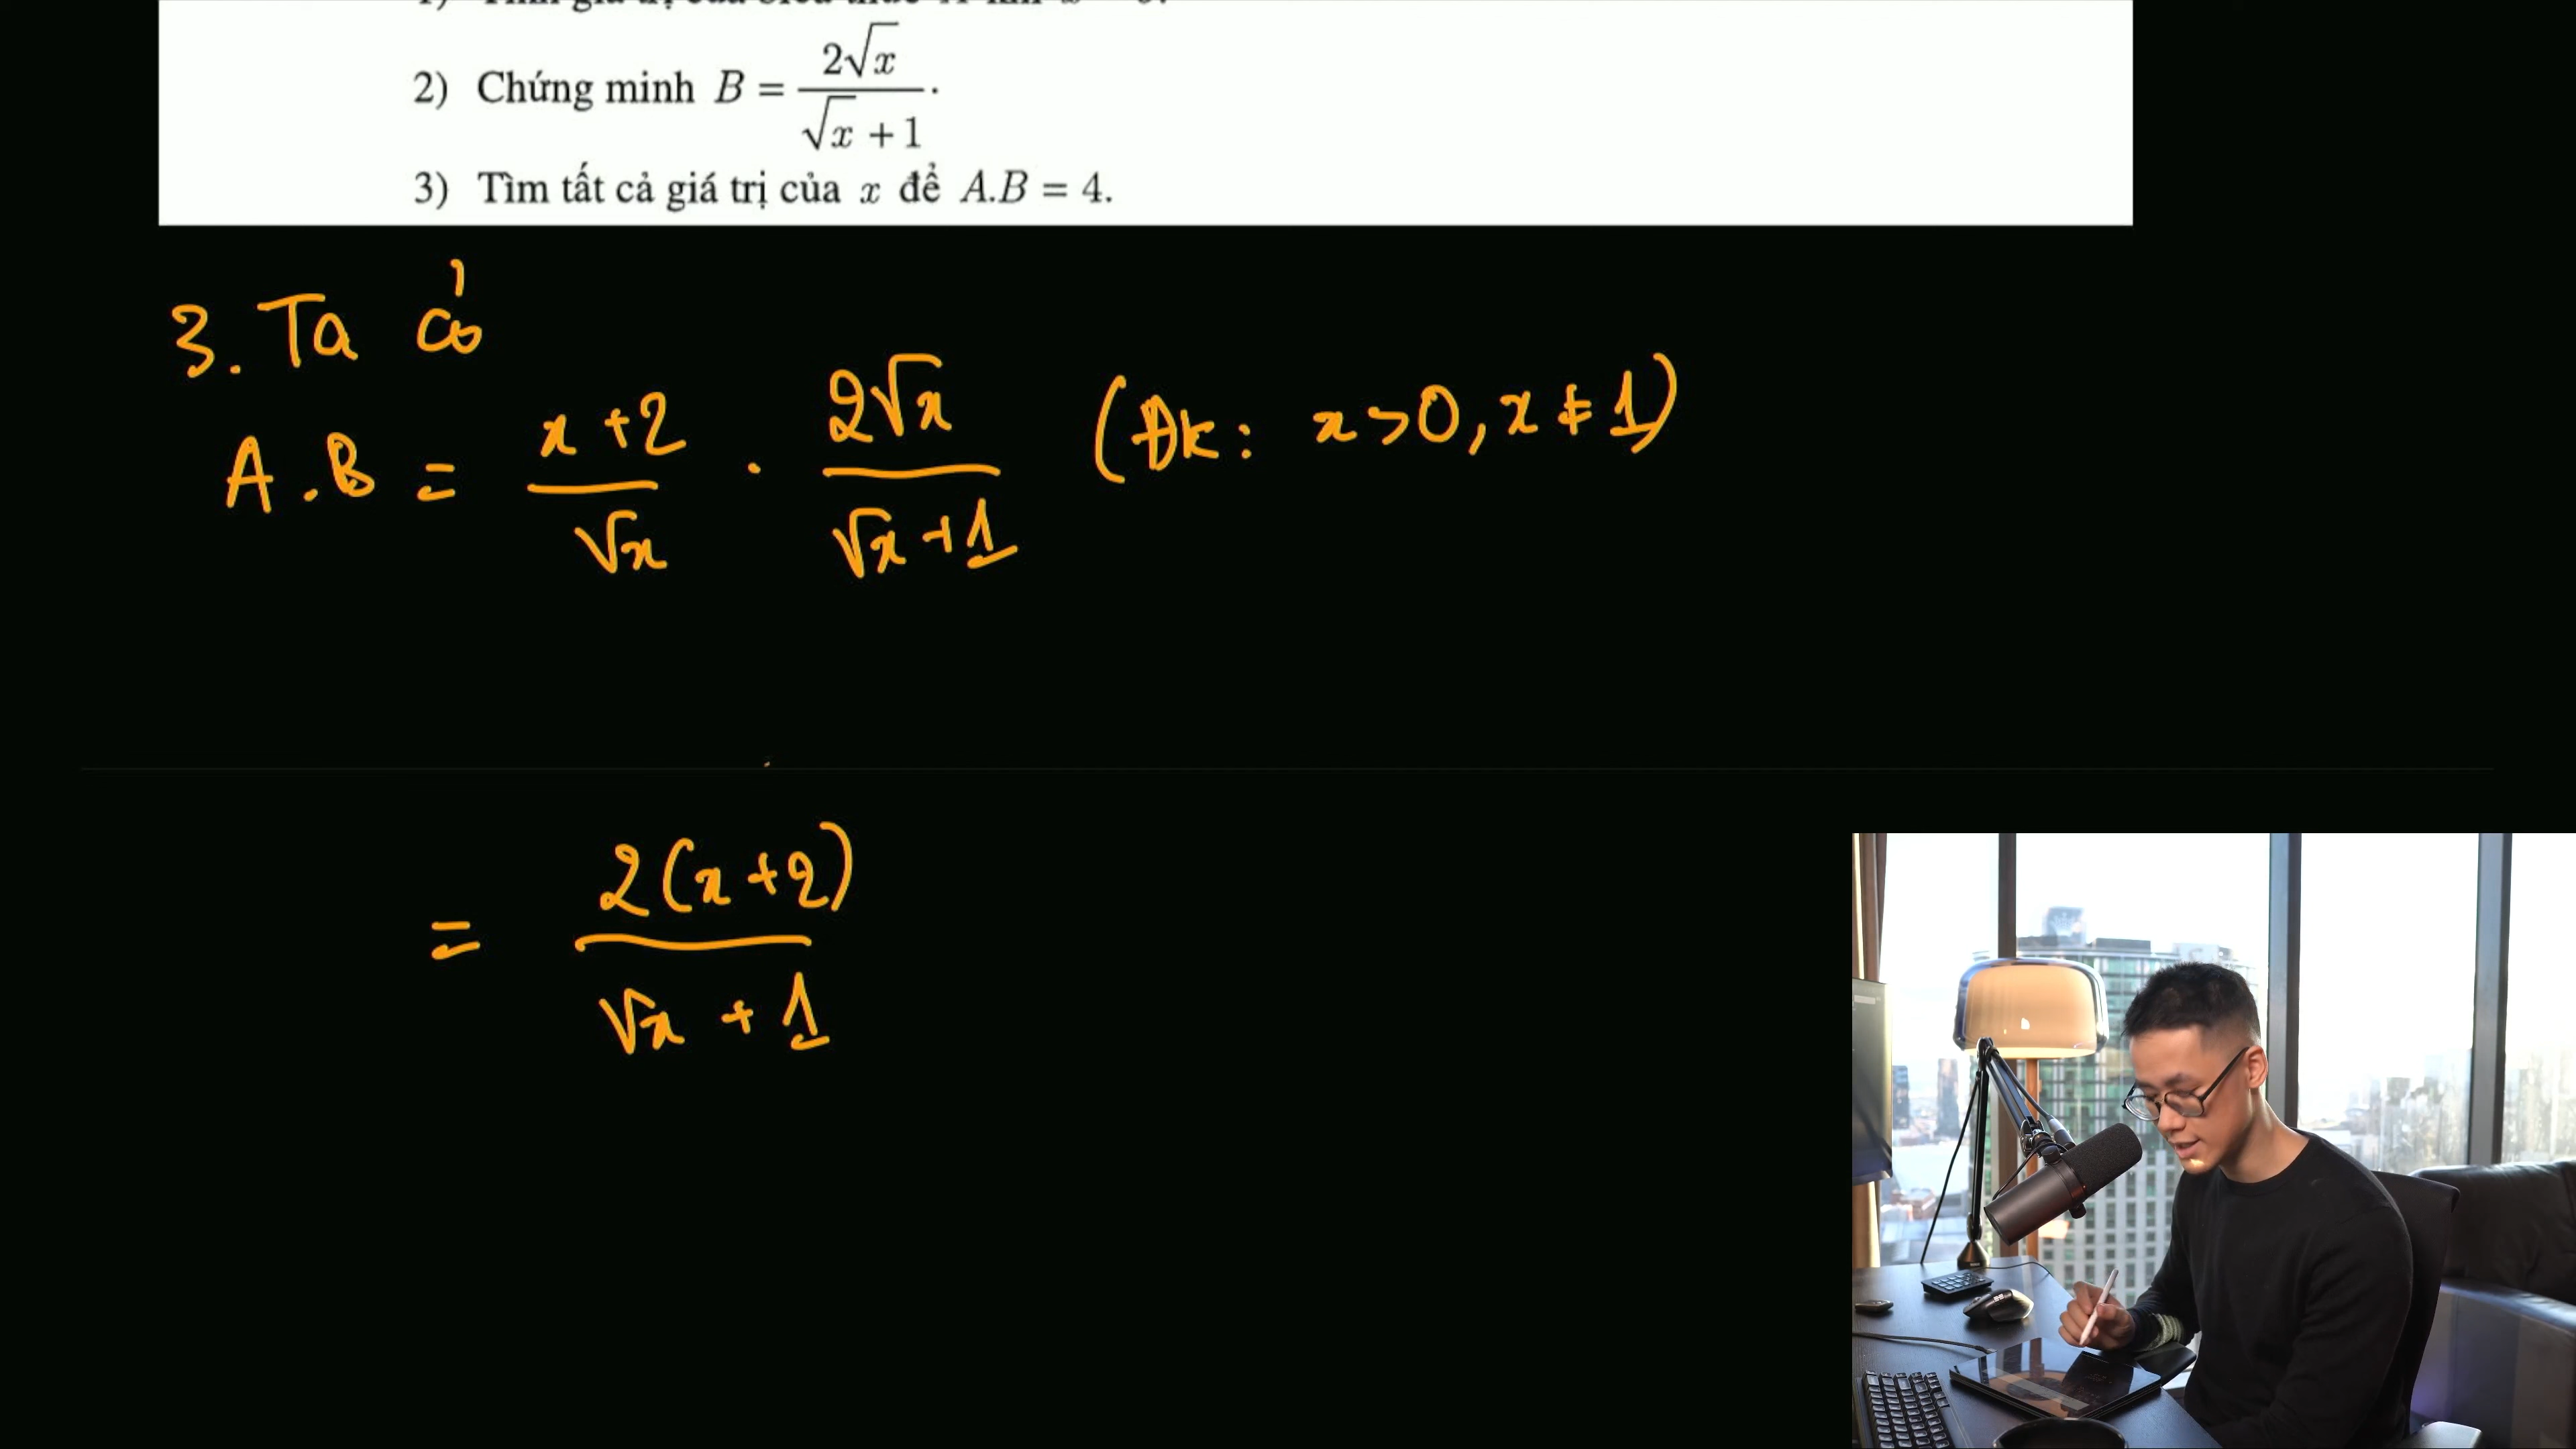 2) Chứng minh B = 2√x / (√x + 1).
3) Tìm tất cả giá trị của x để A.B = 4.
3. Ta có
A.B = (x+2)/√x · 2√x/(√x+1) (Đk: x>0, x≠1)
= 2(x+2)/(√x+1)